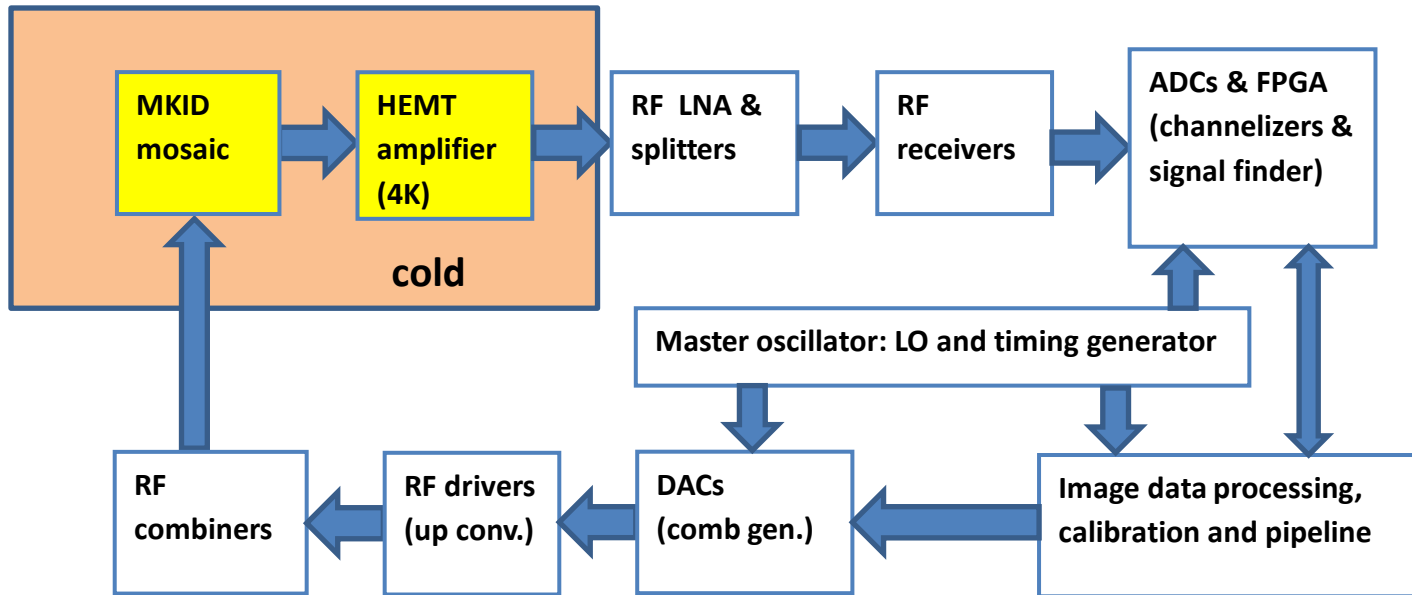 MKID
mosaic
HEMT
amplifier
(4K)
RF LNA &
splitters
RF
receivers
ADCs & FPGA
(channelizers &
signal finder)
cold
Master oscillator: LO and timing generator
RF
combiners
RF drivers
(up conv.)
DACs
(comb gen.)
Image data processing,
calibration and pipeline